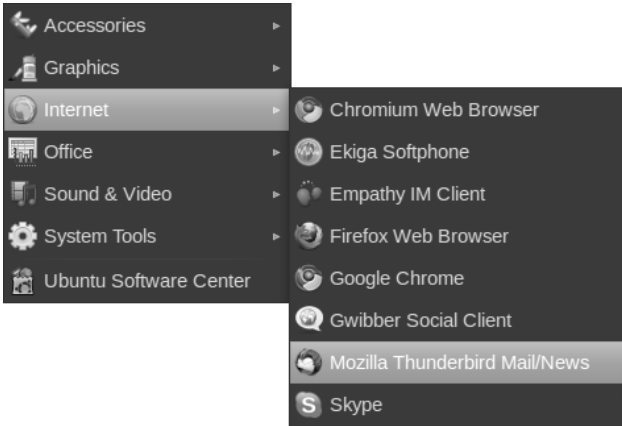 Accessories
Graphics
Internet
Office
Sound & Video
System Tools
Ubuntu Software Center
Chromium Web Browser
Ekiga Softphone
Empathy IM Client
Firefox Web Browser
Google Chrome
Gwibber Social Client
Mozilla Thunderbird Mail/News
Skype